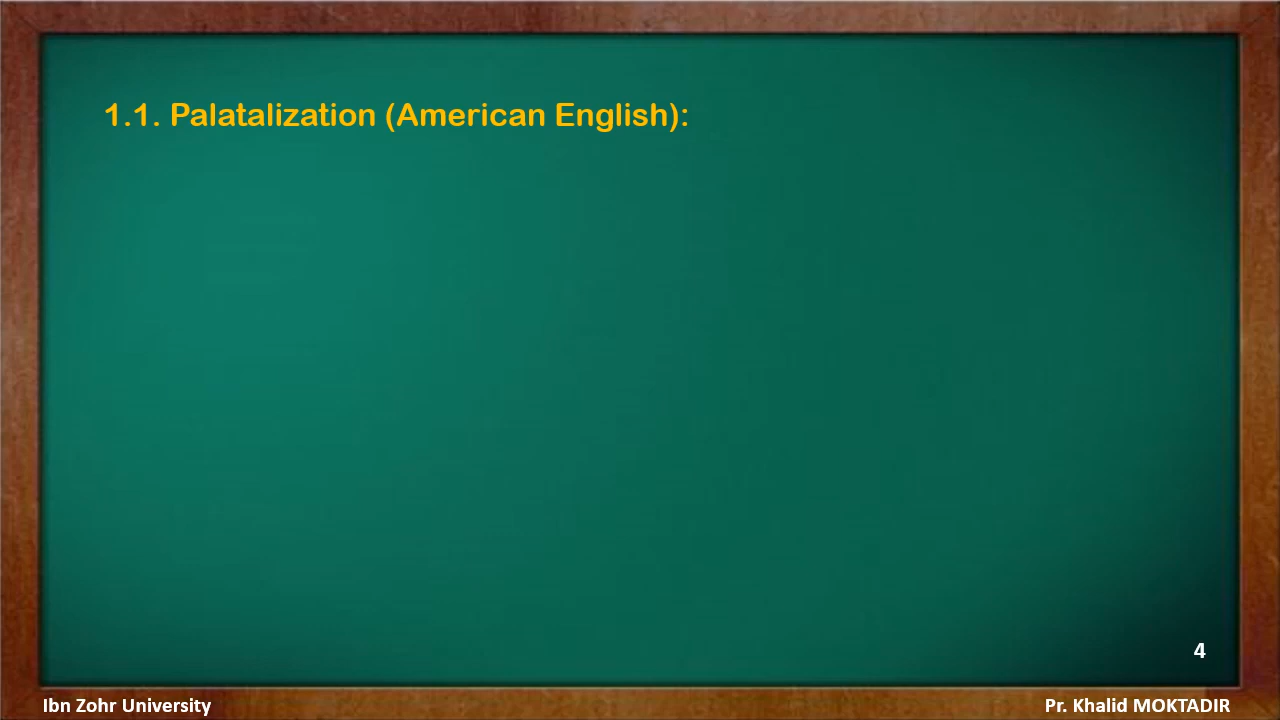 1.1. Palatalization (American English):
4
Ibn Zohr University
Pr. Khalid MOKTADIR